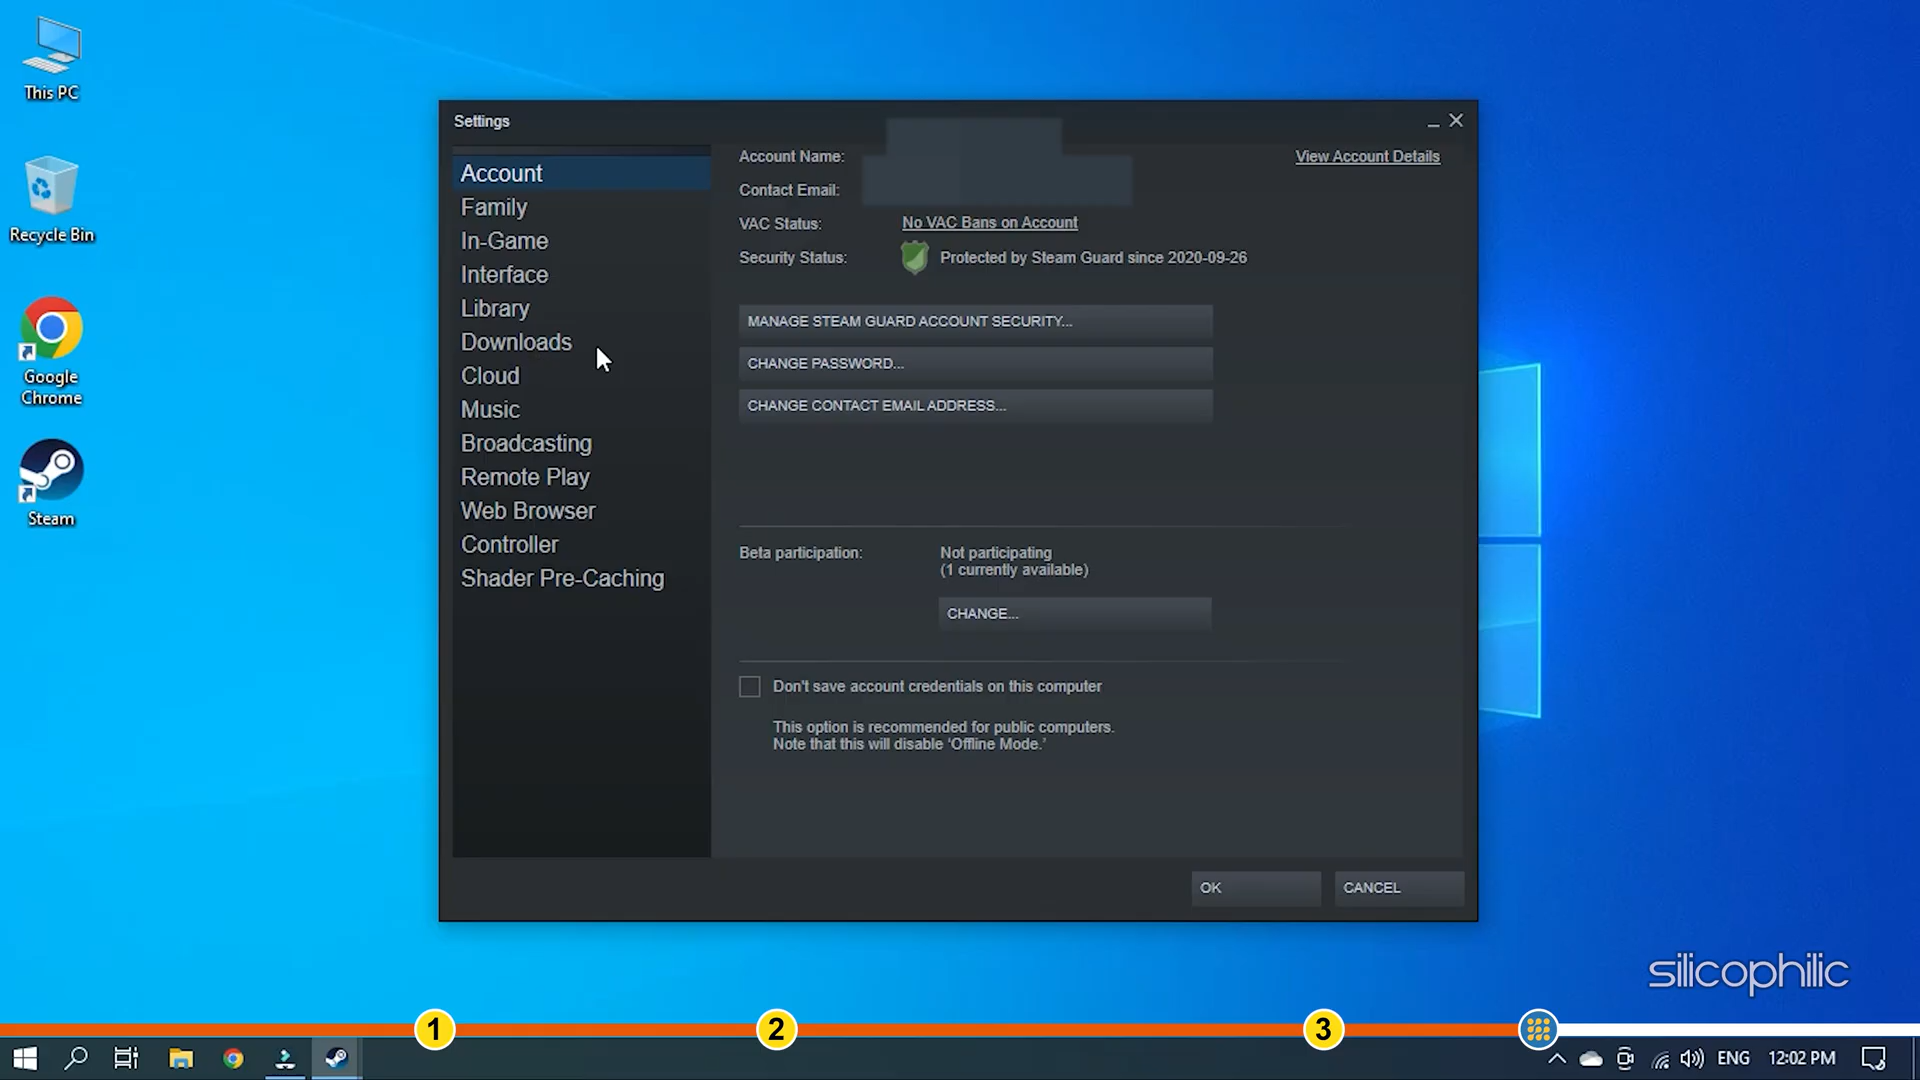 This PC
Recycle Bin
Google
Chrome
Steam
Settings
Account
Family
In-Game
Interface
Library
Downloads
Cloud
Music
Broadcasting
Remote Play
Web Browser
Controller
Shader Pre-Caching
Account Name:
View Account Details
Contact Email:
VAC Status: No VAC Bans on Account
Security Status: Protected by Steam Guard since 2020-09-26
MANAGE STEAM GUARD ACCOUNT SECURITY...
CHANGE PASSWORD...
CHANGE CONTACT EMAIL ADDRESS...
Beta participation: Not participating
(1 currently available)
CHANGE...
Don't save account credentials on this computer
This option is recommended for public computers.
Note that this will disable 'Offline Mode.'
OK CANCEL
silicophilic
1 2 3
ENG 12:02 PM